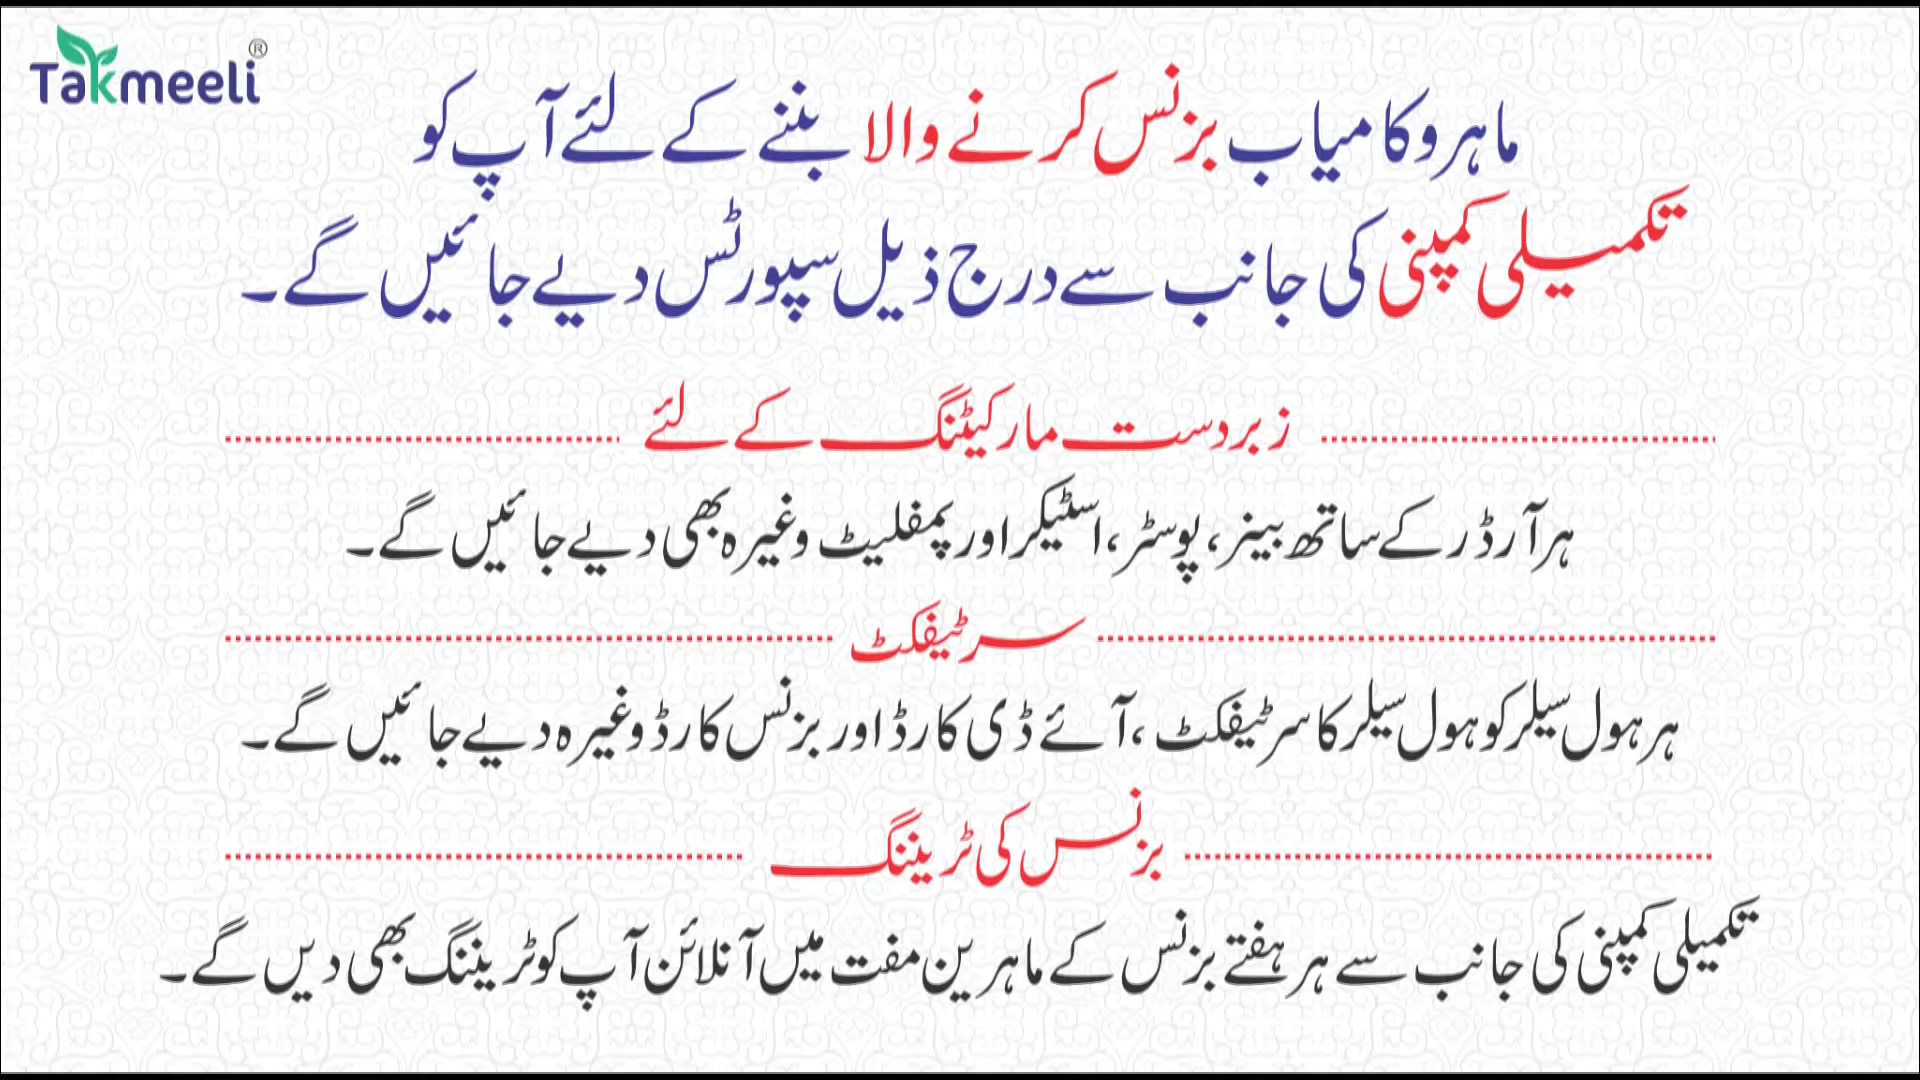 Takmeeli®
ماہر و کامیاب بزنس کرنے والا بننے کے لئے آپ کو
تکمیلی کمپنی کی جانب سے درج ذیل سپورٹس دیے جائیں گے۔
زبردست مارکیٹنگ کے لئے
ہر آرڈر کے ساتھ بینر، پوسٹر، اسٹیکر اور پمفلیٹ وغیرہ بھی دیے جائیں گے۔
سرٹیفکٹ
ہر ہول سیلر کو ہول سیلر کا سرٹیفکٹ، آئے ڈی کارڈ اور بزنس کارڈ وغیرہ دیے جائیں گے۔
بزنس کی ٹریننگ
تکمیلی کمپنی کی جانب سے ہر ہفتے بزنس کے ماہرین مفت میں آنلائن آپ کو ٹریننگ بھی دیں گے۔